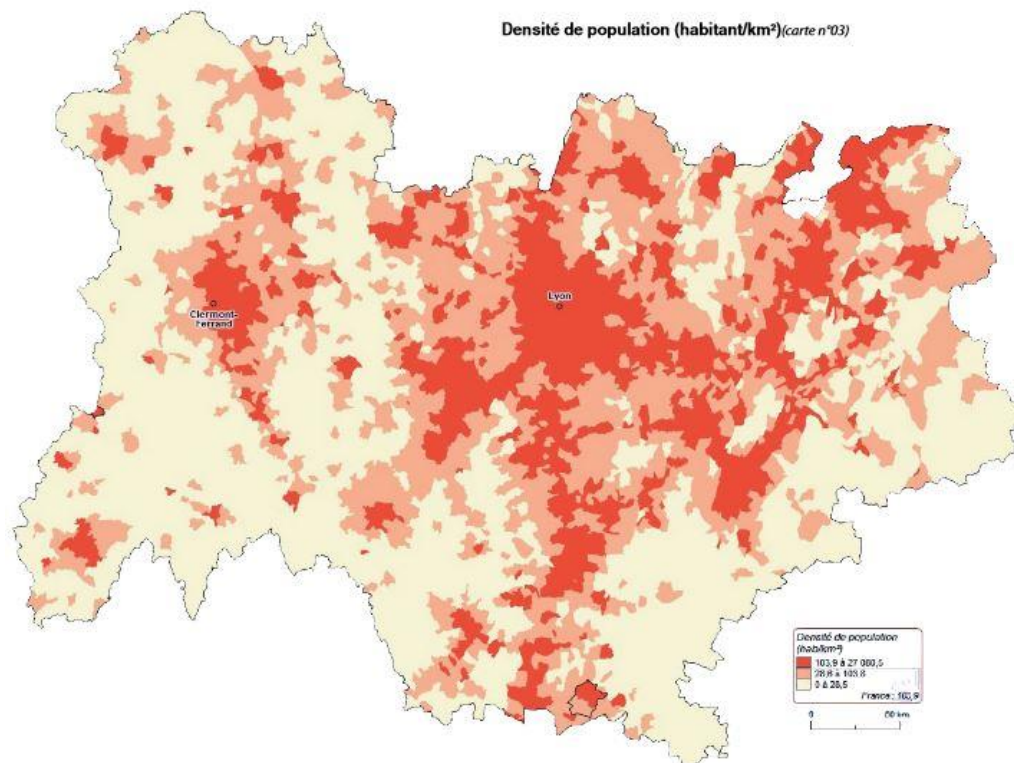 Densité de population (habitant/km²)(carte n°03)
Lyon
Clermont-
Ferrand
Densité de population
(hab/km²)
103,9 à 27 080,5
28,6 à 103,8
0 à 28,5
France : 103,9
0 50 km